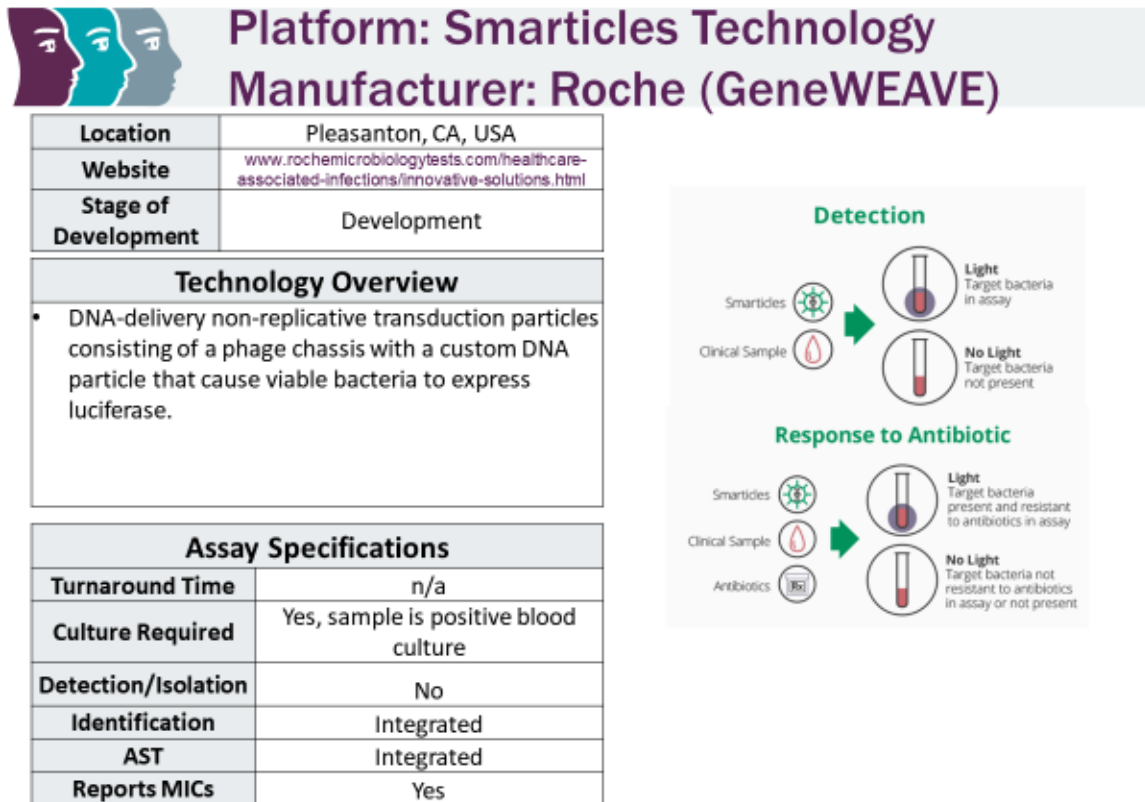 Platform: Smarticles Technology
Manufacturer: Roche (GeneWEAVE)
Location
Pleasanton, CA, USA
Website
www.rochemicrobiologytests.com/healthcare-
associated-infections/innovative-solutions.html
Stage of
Development
Development
Technology Overview
• DNA-delivery non-replicative transduction particles
consisting of a phage chassis with a custom DNA
particle that cause viable bacteria to express
luciferase.
Assay Specifications
Turnaround Time
n/a
Culture Required
Yes, sample is positive blood
culture
Detection/Isolation
No
Identification
Integrated
AST
Integrated
Reports MICs
Yes
Detection
Smarticles
Clinical Sample
Light
Target bacteria
in assay
No Light
Target bacteria
not present
Response to Antibiotic
Smarticles
Clinical Sample
Antibiotics
Rx
Light
Target bacteria
present and resistant
to antibiotics in assay
No Light
Target bacteria not
resistant to antibiotics
in assay or not present